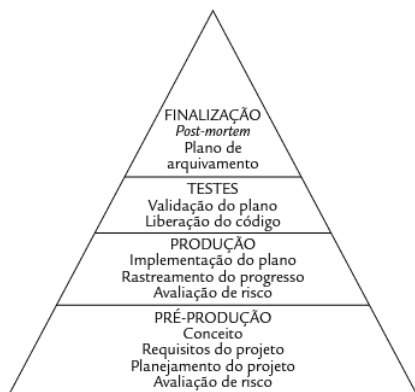 FINALIZAÇÃO
Post-mortem
Plano de
arquivamento
TESTES
Validação do plano
Liberação do código
PRODUÇÃO
Implementação do plano
Rastreamento do progresso
Avaliação de risco
PRÉ-PRODUÇÃO
Conceito
Requisitos do projeto
Planejamento do projeto
Avaliação de risco